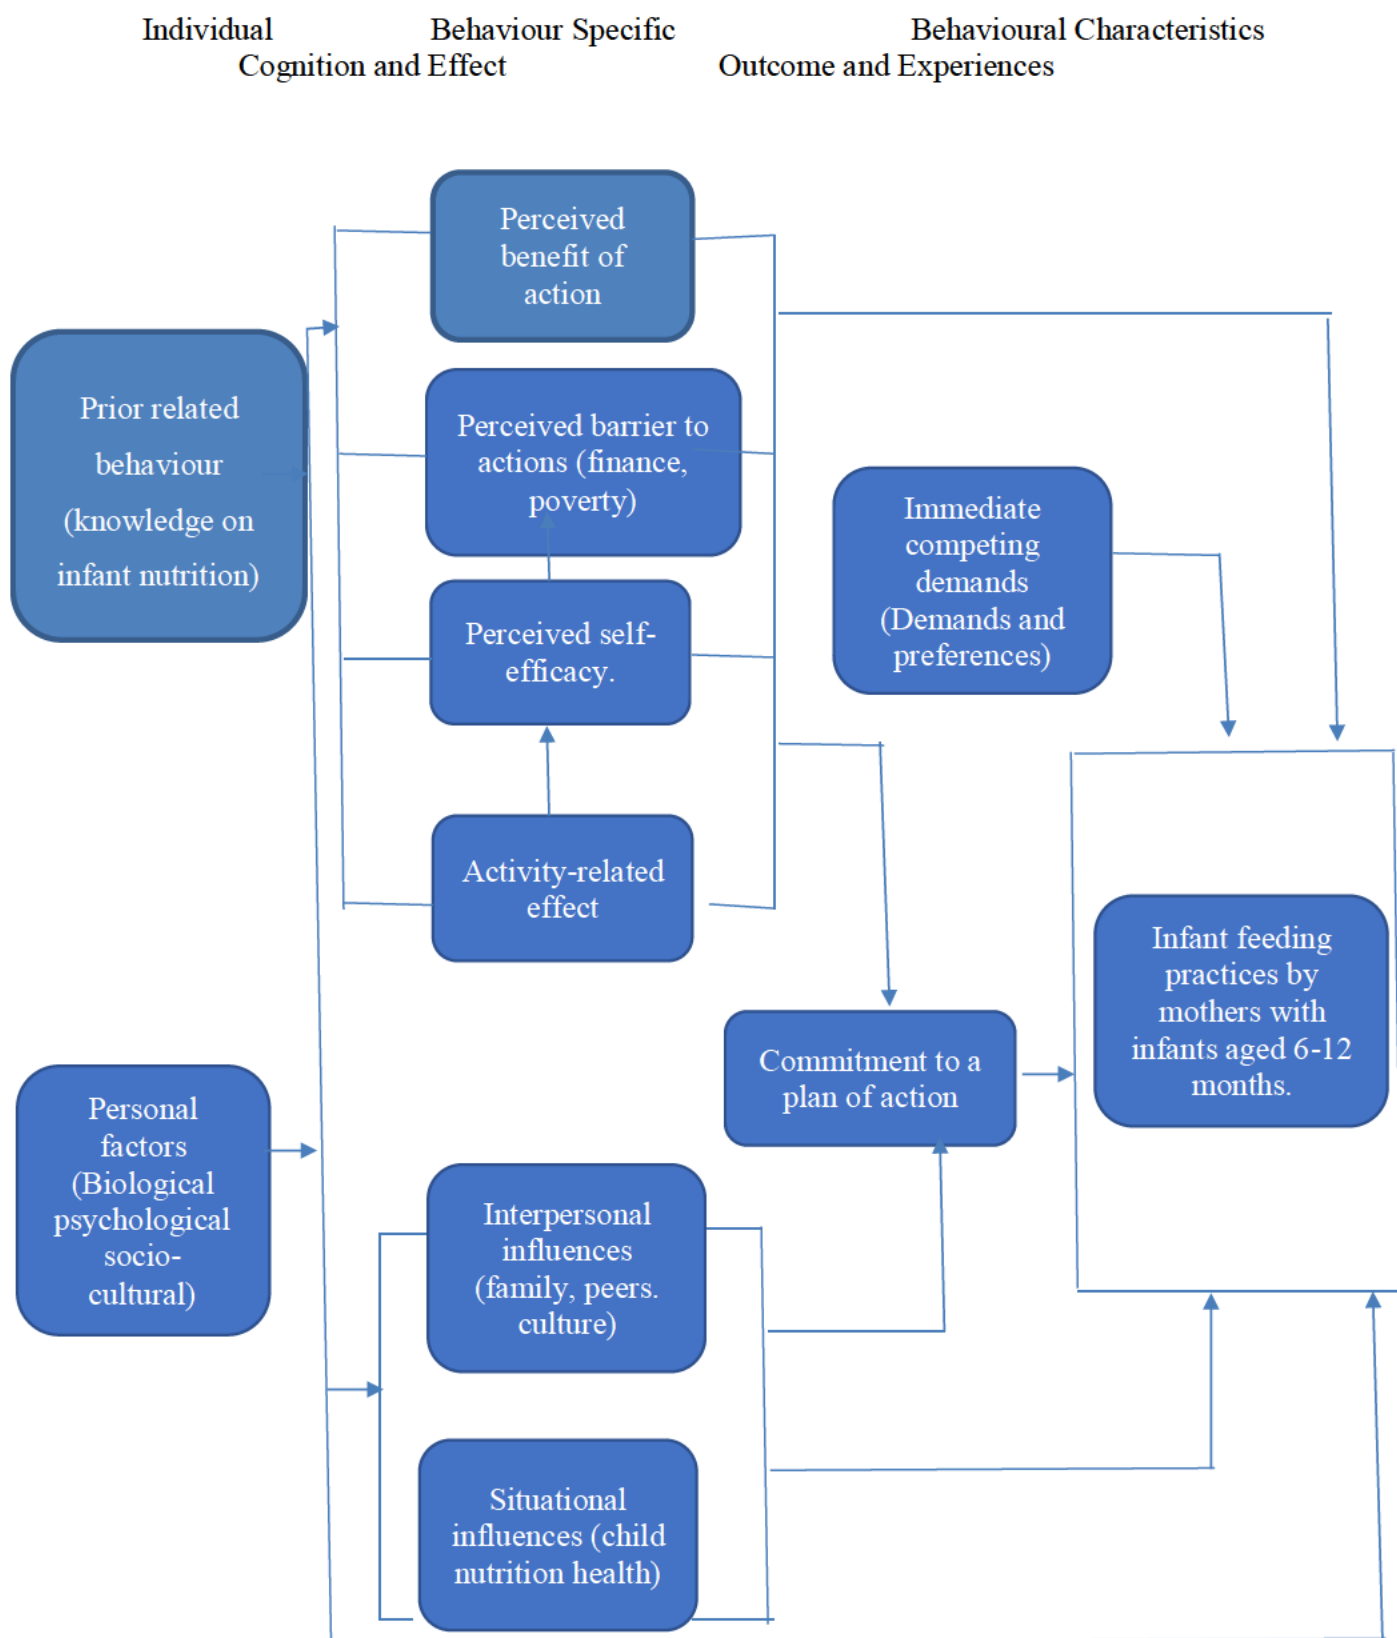 Individual Behaviour Specific Behavioural Characteristics
Cognition and Effect Outcome and Experiences
Perceived
benefit of
action
Prior related
behaviour
(knowledge on
infant nutrition)
Perceived barrier to
actions (finance,
poverty)
Immediate
competing
demands
(Demands and
preferences)
Perceived self-
efficacy.
Activity-related
effect
Infant feeding
practices by
mothers with
infants aged 6-12
months.
Commitment to a
plan of action
Personal
factors
(Biological
psychological
socio-
cultural)
Interpersonal
influences
(family, peers.
culture)
Situational
influences (child
nutrition health)